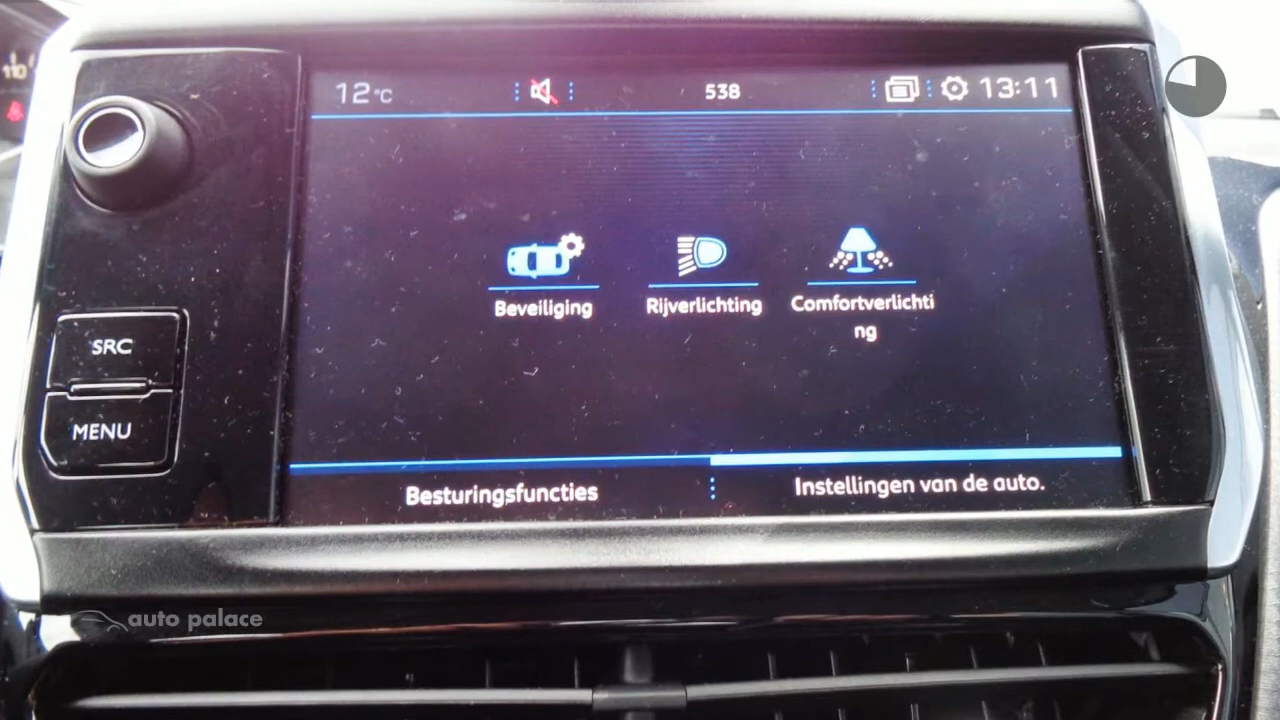 12°C
538
13:11
SRC
MENU
Beveiliging
Rijverlichting
Comfortverlichti
ng
Besturingsfuncties
Instellingen van de auto.
auto palace